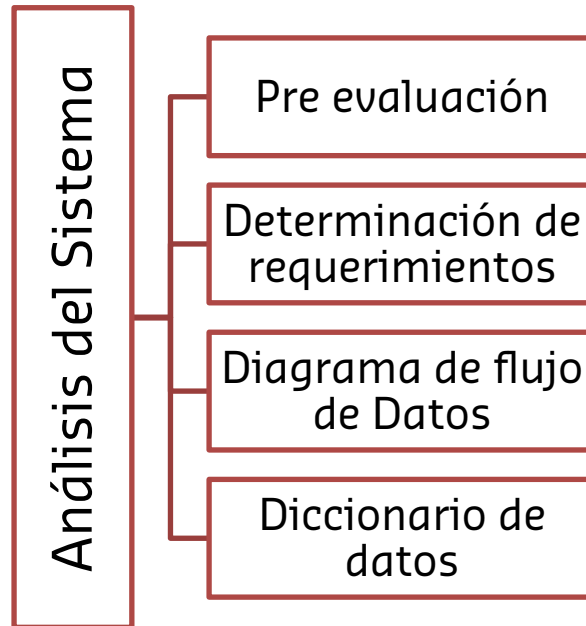 Análisis del Sistema
Pre evaluación
Determinación de
requerimientos
Diagrama de flujo
de Datos
Diccionario de
datos